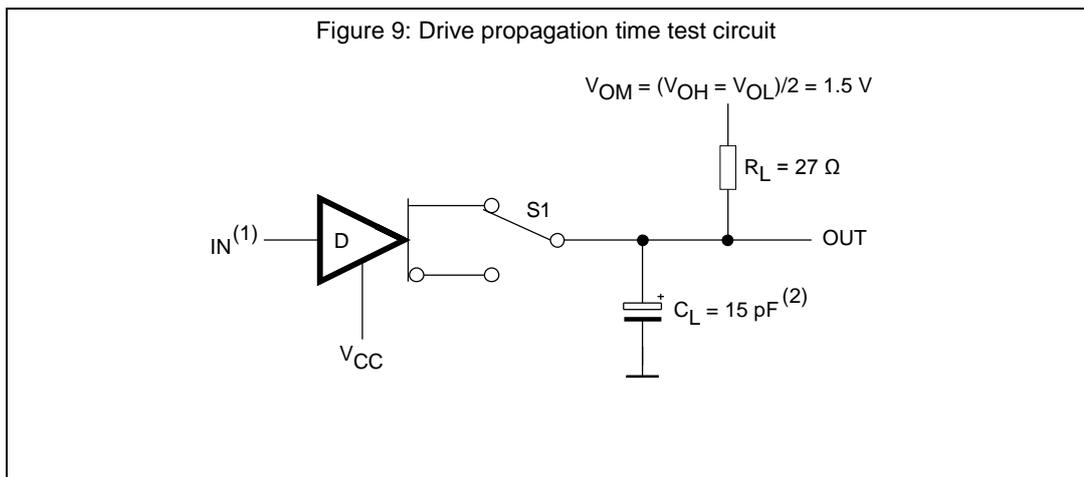 Figure 9: Drive propagation time test circuit
VOM = (VOH = VOL)/2 = 1.5 V
RL = 27 Ω
S1
IN(1)
D
OUT
+
CL = 15 pF(2)
VCC